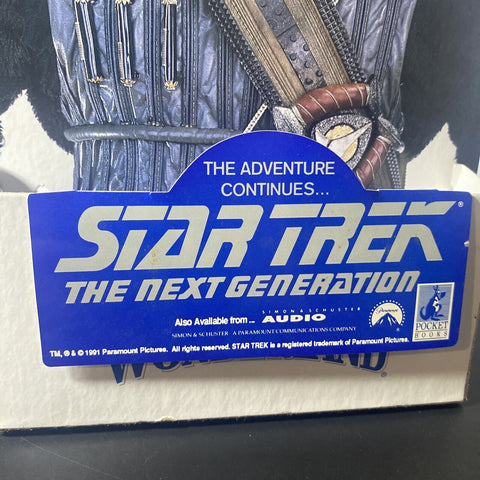 THE ADVENTURE
CONTINUES...
STAR TREK®
THE NEXT GENERATION
Also Available from ...
SIMON & SCHUSTER
AUDIO
SIMON & SCHUSTER A PARAMOUNT COMMUNICATIONS COMPANY
Paramount
POCKET
BOOKS
TM, ® & © 1991 Paramount Pictures. All rights reserved. STAR TREK is a registered trademark of Paramount Pictures.